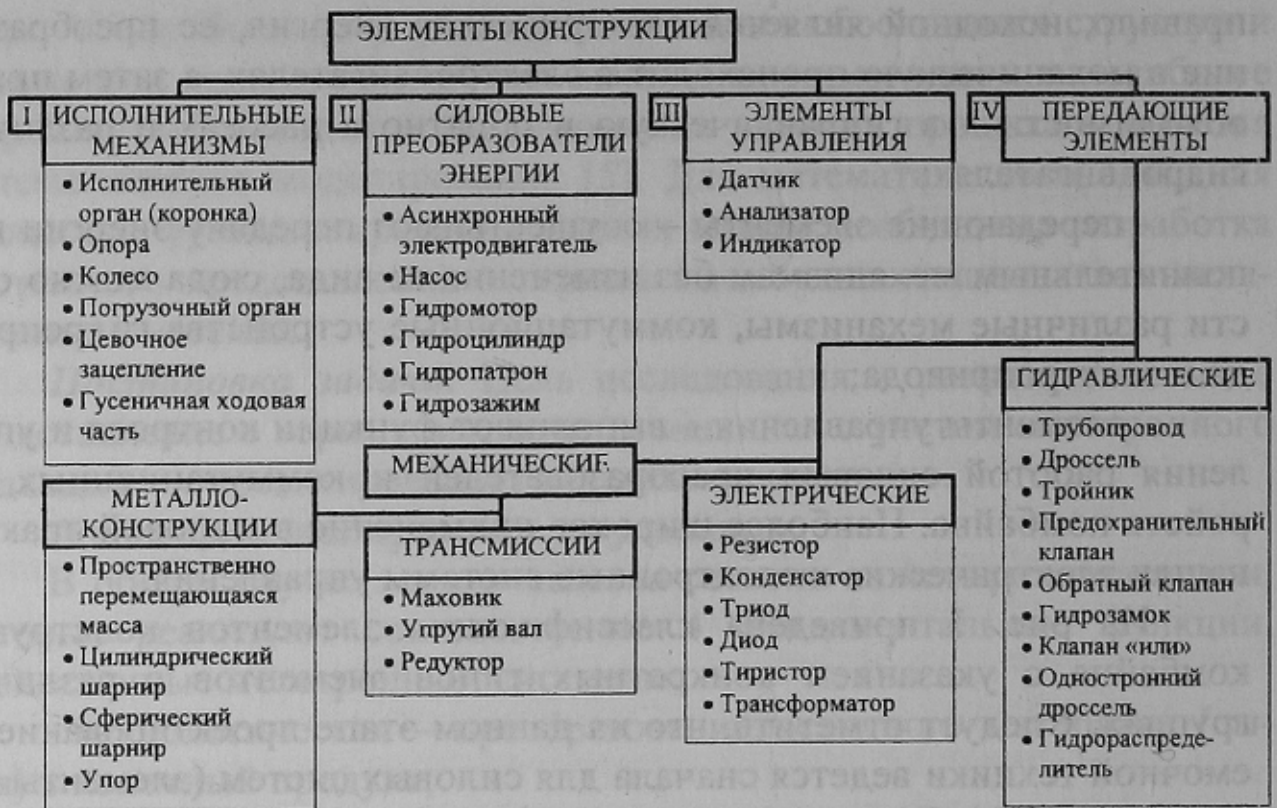 ЭЛЕМЕНТЫ КОНСТРУКЦИИ
I
ИСПОЛНИТЕЛЬНЫЕ
МЕХАНИЗМЫ
• Исполнительный
орган (коронка)
• Опора
• Колесо
• Погрузочный орган
• Цевочное
зацепление
• Гусеничная ходовая
часть
II
СИЛОВЫЕ
ПРЕОБРАЗОВАТЕЛИ
ЭНЕРГИИ
• Асинхронный
электродвигатель
• Насос
• Гидромотор
• Гидроцилиндр
• Гидропатрон
• Гидрозажим
III
ЭЛЕМЕНТЫ
УПРАВЛЕНИЯ
• Датчик
• Анализатор
• Индикатор
IV
ПЕРЕДАЮЩИЕ
ЭЛЕМЕНТЫ
МЕХАНИЧЕСКИЕ
МЕТАЛЛО-
КОНСТРУКЦИИ
• Пространственно
перемещающаяся
масса
• Цилиндрический
шарнир
• Сферический
шарнир
• Упор
ТРАНСМИССИИ
• Маховик
• Упругий вал
• Редуктор
ЭЛЕКТРИЧЕСКИЕ
• Резистор
• Конденсатор
• Триод
• Диод
• Тиристор
• Трансформатор
ГИДРАВЛИЧЕСКИЕ
• Трубопровод
• Дроссель
• Тройник
• Предохранительный
клапан
• Обратный клапан
• Гидрозамок
• Клапан «или»
• Одностронний
дроссель
• Гидрораспреде-
литель